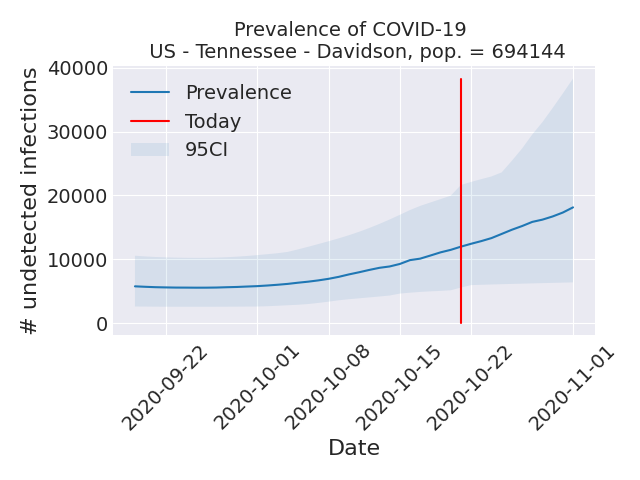 Prevalence of COVID-19
US - Tennessee - Davidson, pop. = 694144
# undetected infections
40000
30000
20000
10000
0
Prevalence
Today
95CI
2020-09-22
2020-10-01
2020-10-08
2020-10-15
2020-10-22
2020-11-01
Date